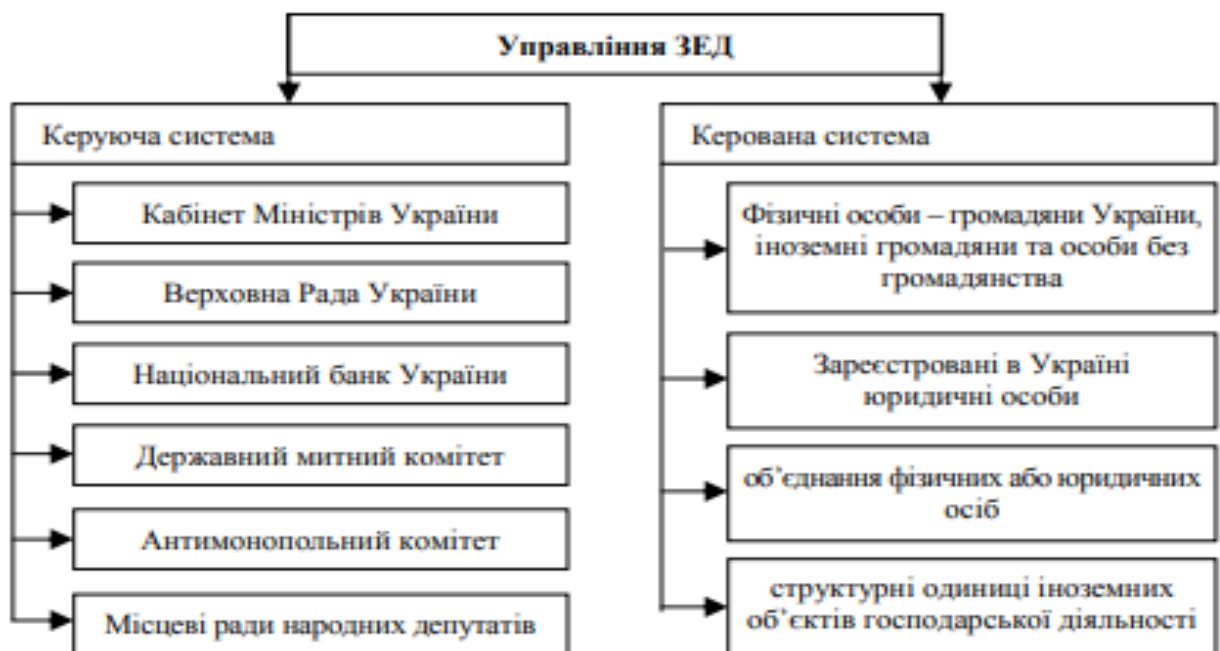 Управління ЗЕД
Керуюча система
Кабінет Міністрів України
Верховна Рада України
Національний банк України
Державний митний комітет
Антимонопольний комітет
Місцеві ради народних депутатів
Керована система
Фізичні особи – громадяни України,
іноземні громадяни та особи без
громадянства
Зареєстровані в Україні
юридичні особи
об’єднання фізичних або юридичних
осіб
структурні одиниці іноземних
об’єктів господарської діяльності